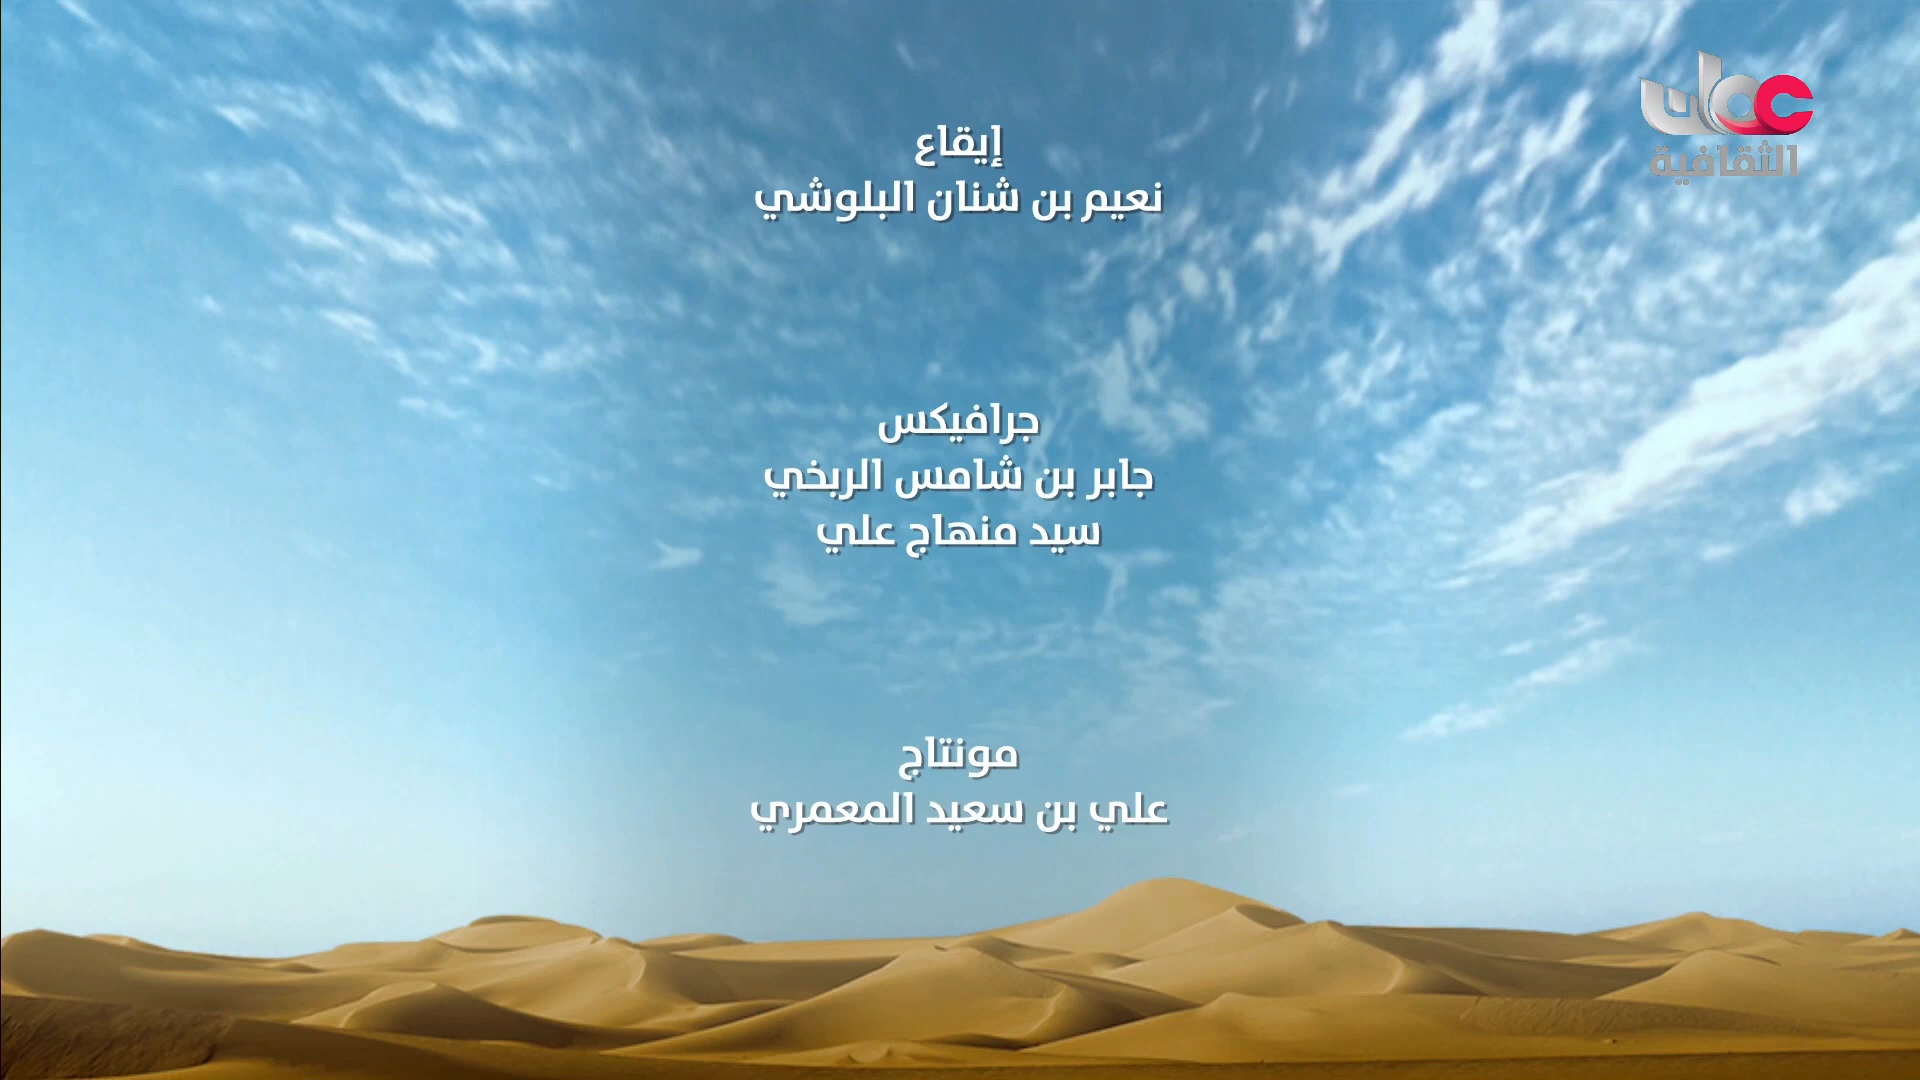 عمان
الثقافية
إيقاع
نعيم بن شنان البلوشي
جرافيكس
جابر بن شامس الربخي
سيد منهاج علي
مونتاج
علي بن سعيد المعمري